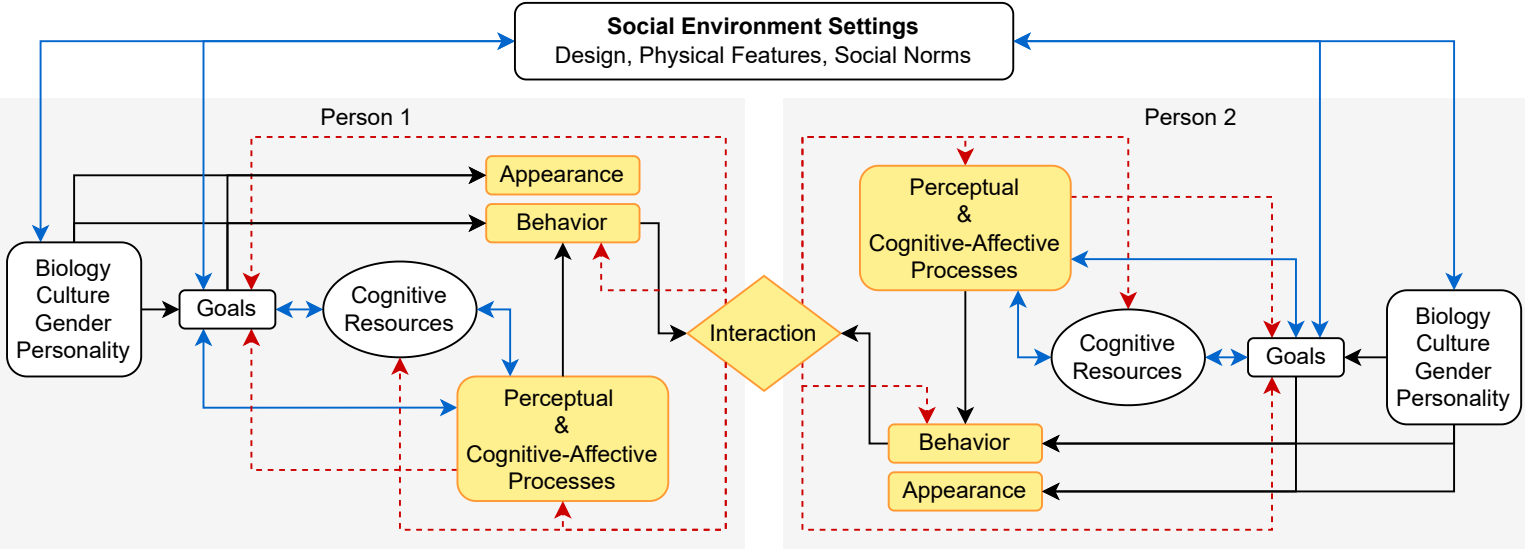 Social Environment Settings
Design, Physical Features, Social Norms
Person 1
Appearance
Behavior
Biology
Culture
Gender
Personality
Goals
Cognitive
Resources
Perceptual
&
Cognitive-Affective
Processes
Interaction
Person 2
Perceptual
&
Cognitive-Affective
Processes
Cognitive
Resources
Goals
Biology
Culture
Gender
Personality
Behavior
Appearance